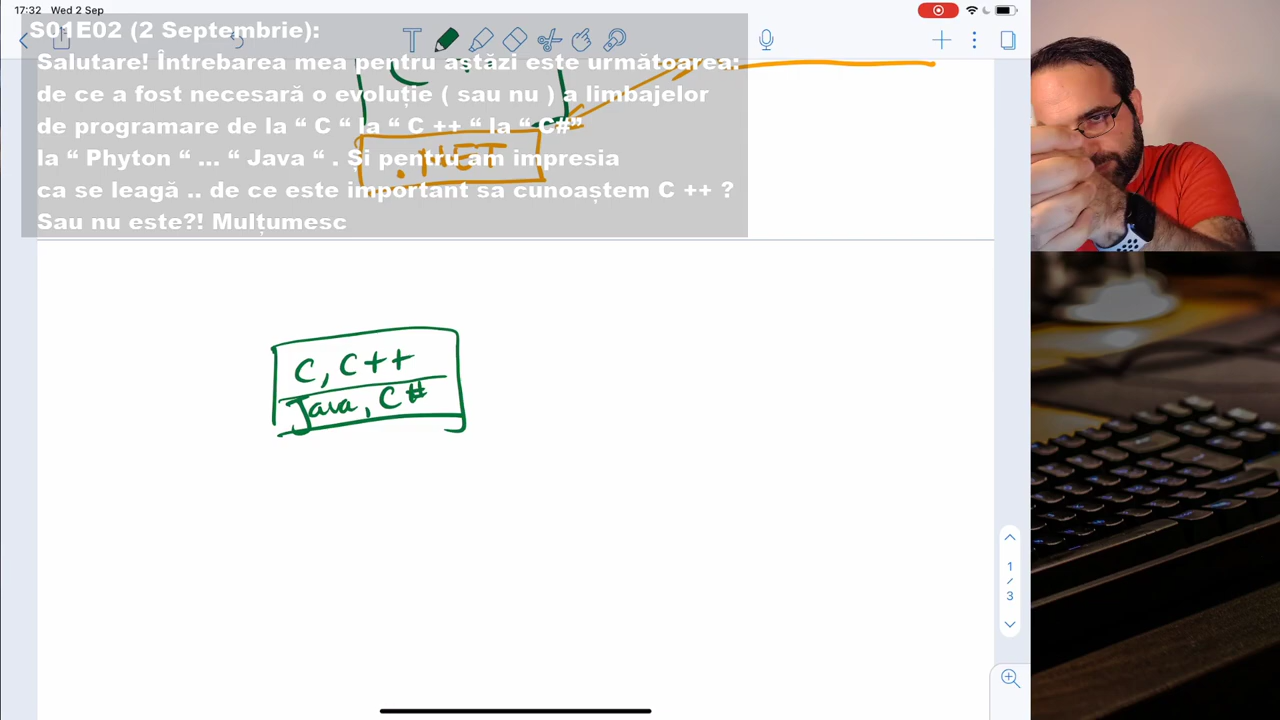 17:32 Wed 2 Sep
S01E02 (2 Septembrie):
Salutare! Întrebarea mea pentru astăzi este următoarea:
de ce a fost necesară o evoluție ( sau nu ) a limbajelor
de programare de la “ C “ la “ C ++ “ la “ C#”
la “ Phyton “ ... “ Java “ . Și pentru am impresia
ca se leagă .. de ce este important sa cunoaștem C ++ ?
Sau nu este?! Mulțumesc
.NET
C, C++
Java, C#
1
/
3